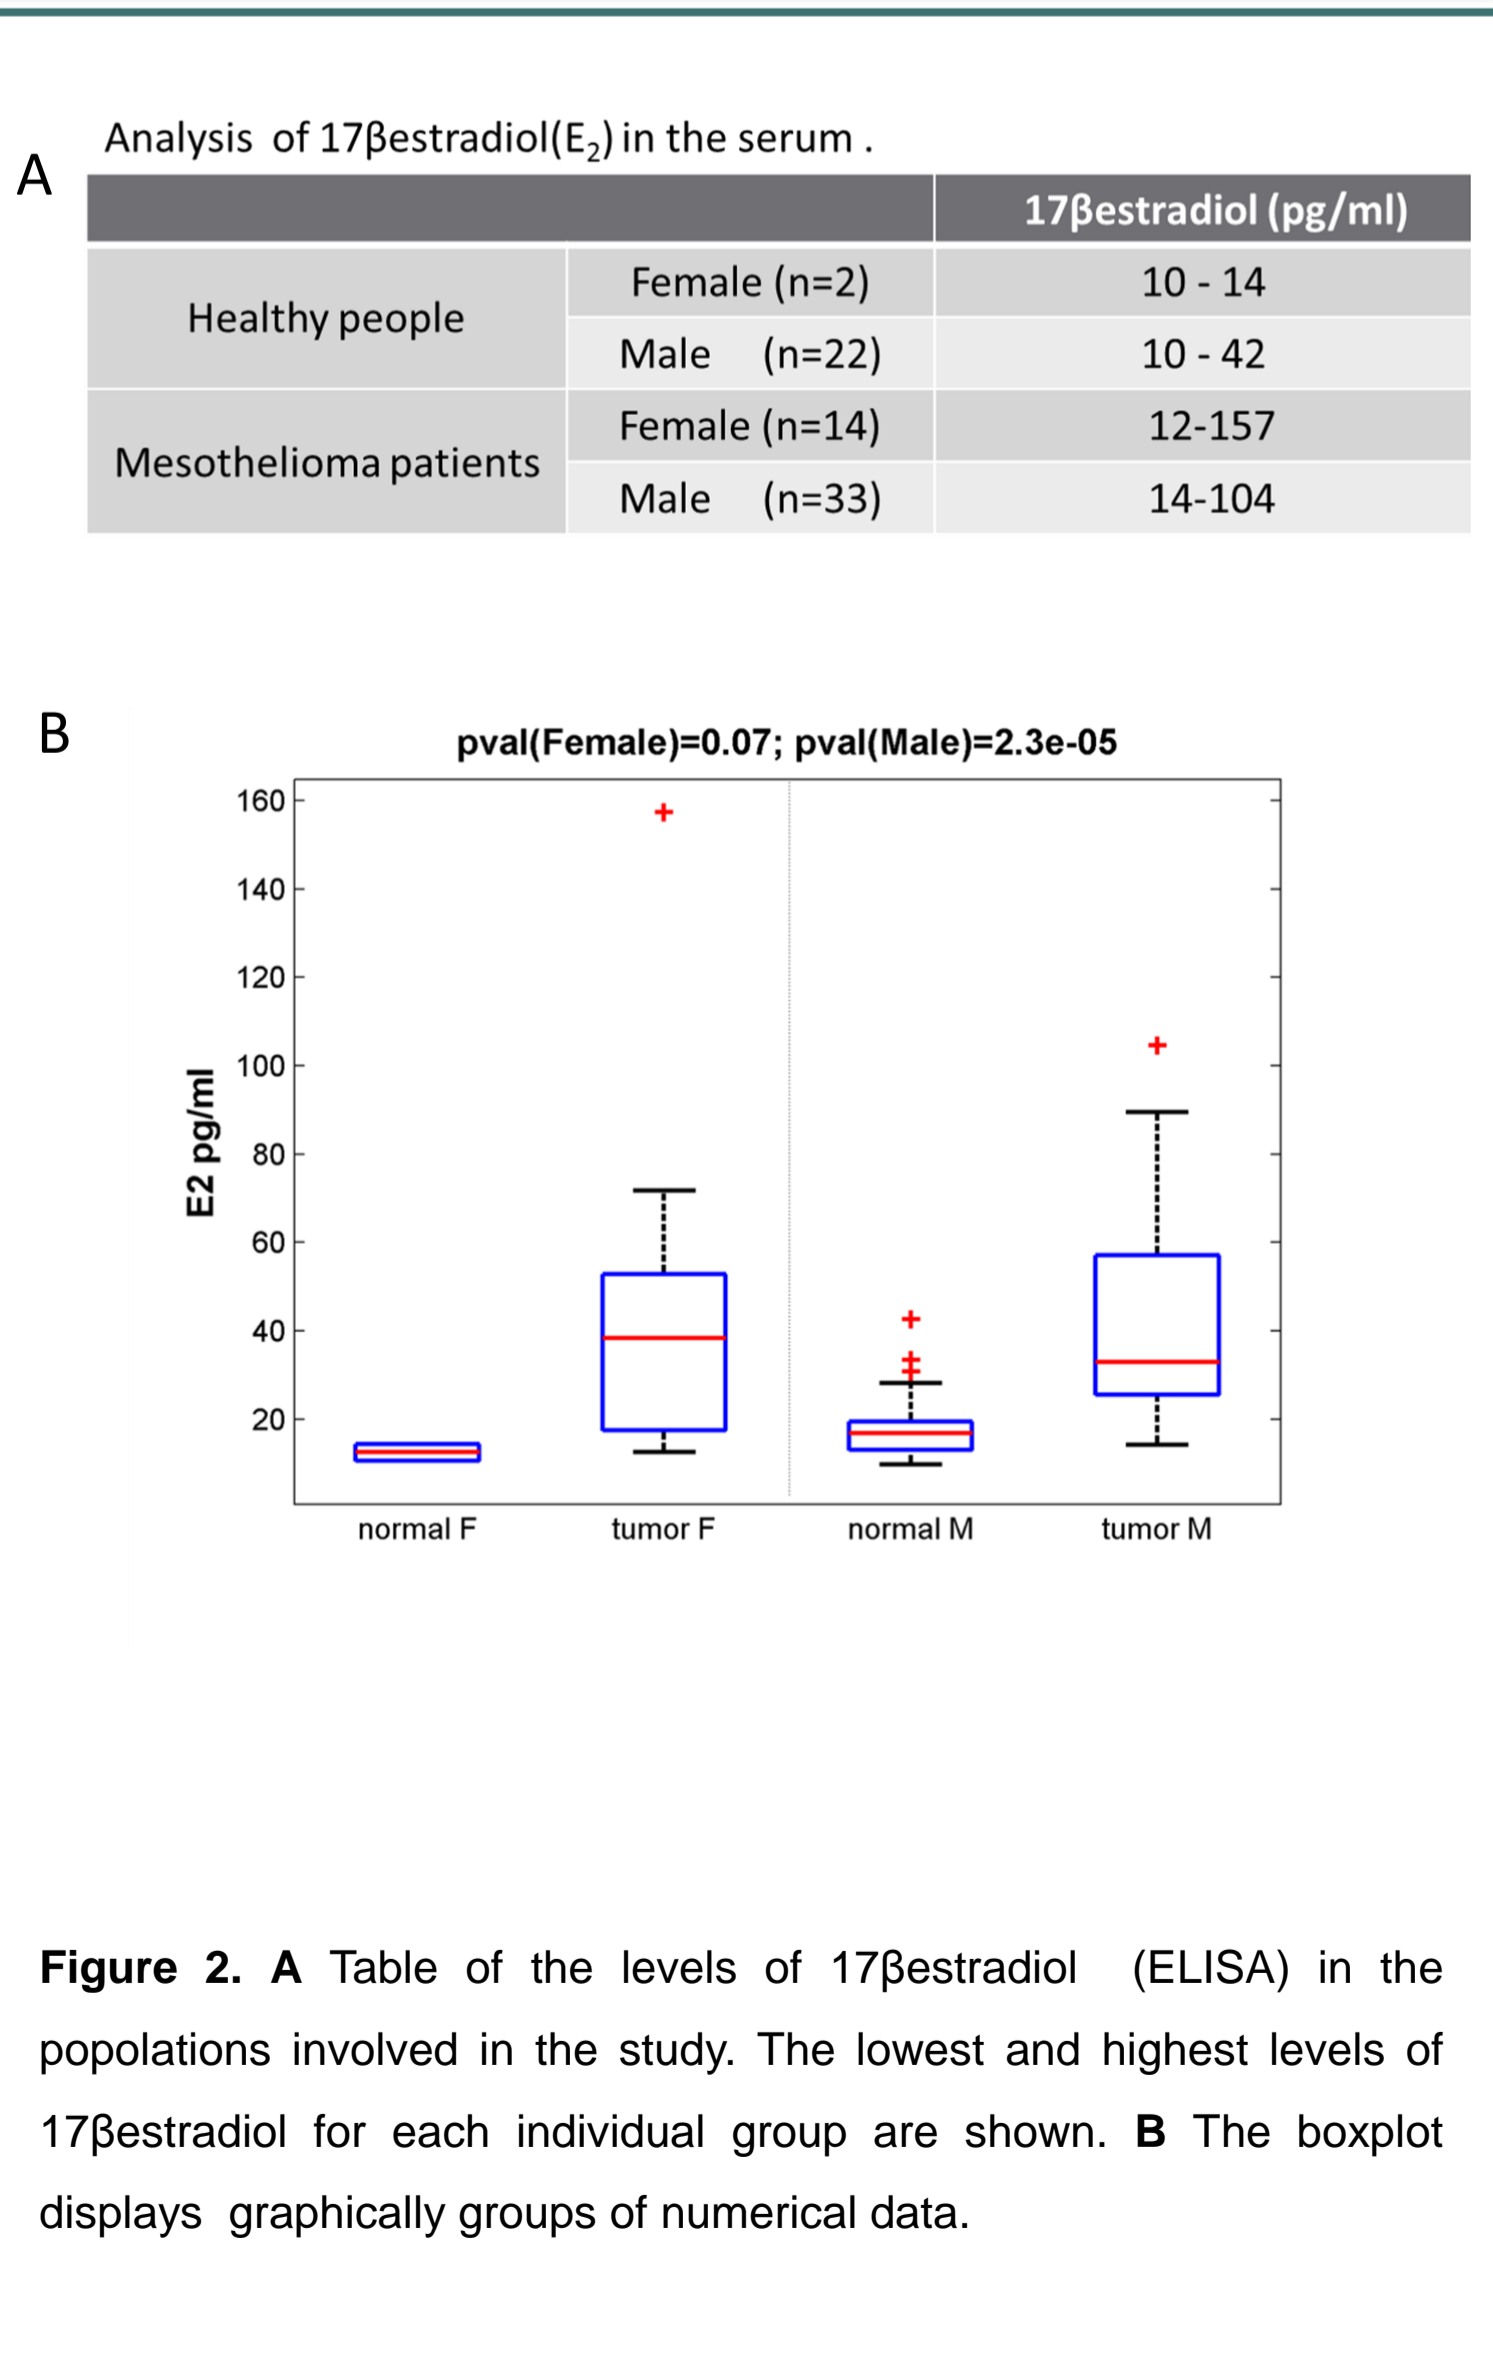 Analysis of 17βestradiol(E2) in the serum .
A
17βestradiol (pg/ml)
Healthy people
Female (n=2)
10 - 14
Male (n=22)
10 - 42
Mesothelioma patients
Female (n=14)
12-157
Male (n=33)
14-104
B
pval(Female)=0.07; pval(Male)=2.3e-05
160
140
120
100
80
60
40
20
E2 pg/ml
normal F
tumor F
normal M
tumor M
Figure 2. A Table of the levels of 17βestradiol (ELISA) in the
popolations involved in the study. The lowest and highest levels of
17βestradiol for each individual group are shown. B The boxplot
displays graphically groups of numerical data.